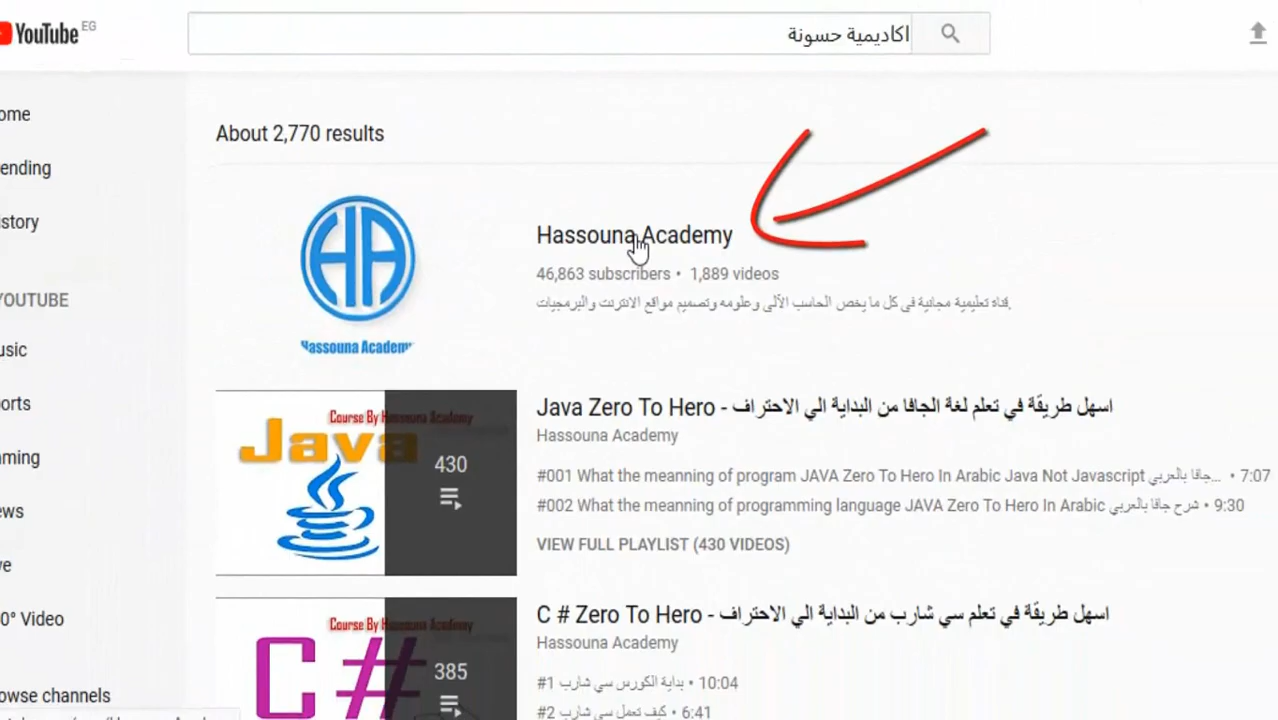 YouTube EG
اكاديمية حسونة
ome
ending
istory
YOUTUBE
usic
orts
ming
ews
ve
0° Video
owse channels
About 2,770 results
HA
Hassouna Academy
Hassouna Academy
46,863 subscribers • 1,889 videos
قناة تعليمية مجانية فى كل ما يخص الحاسب الآلى وعلومه وتصميم مواقع الانترنت والبرمجيات.
Course By Hassouna Academy
Java
430
Java Zero To Hero - اسهل طريقة في تعلم لغة الجافا من البداية الي الاحتراف
Hassouna Academy
#001 What the meanning of program JAVA Zero To Hero In Arabic Java Not Javascript جافا بالعربي... • 7:07
#002 What the meanning of programming language JAVA Zero To Hero In Arabic شرح جافا بالعربي • 9:30
VIEW FULL PLAYLIST (430 VIDEOS)
Course By Hassouna Academy
C#
385
C # Zero To Hero - اسهل طريقة في تعلم سي شارب من البداية الي الاحتراف
Hassouna Academy
#1 بداية الكورس سي شارب • 10:04
#2 كيف تعمل سي شارب • 6:41